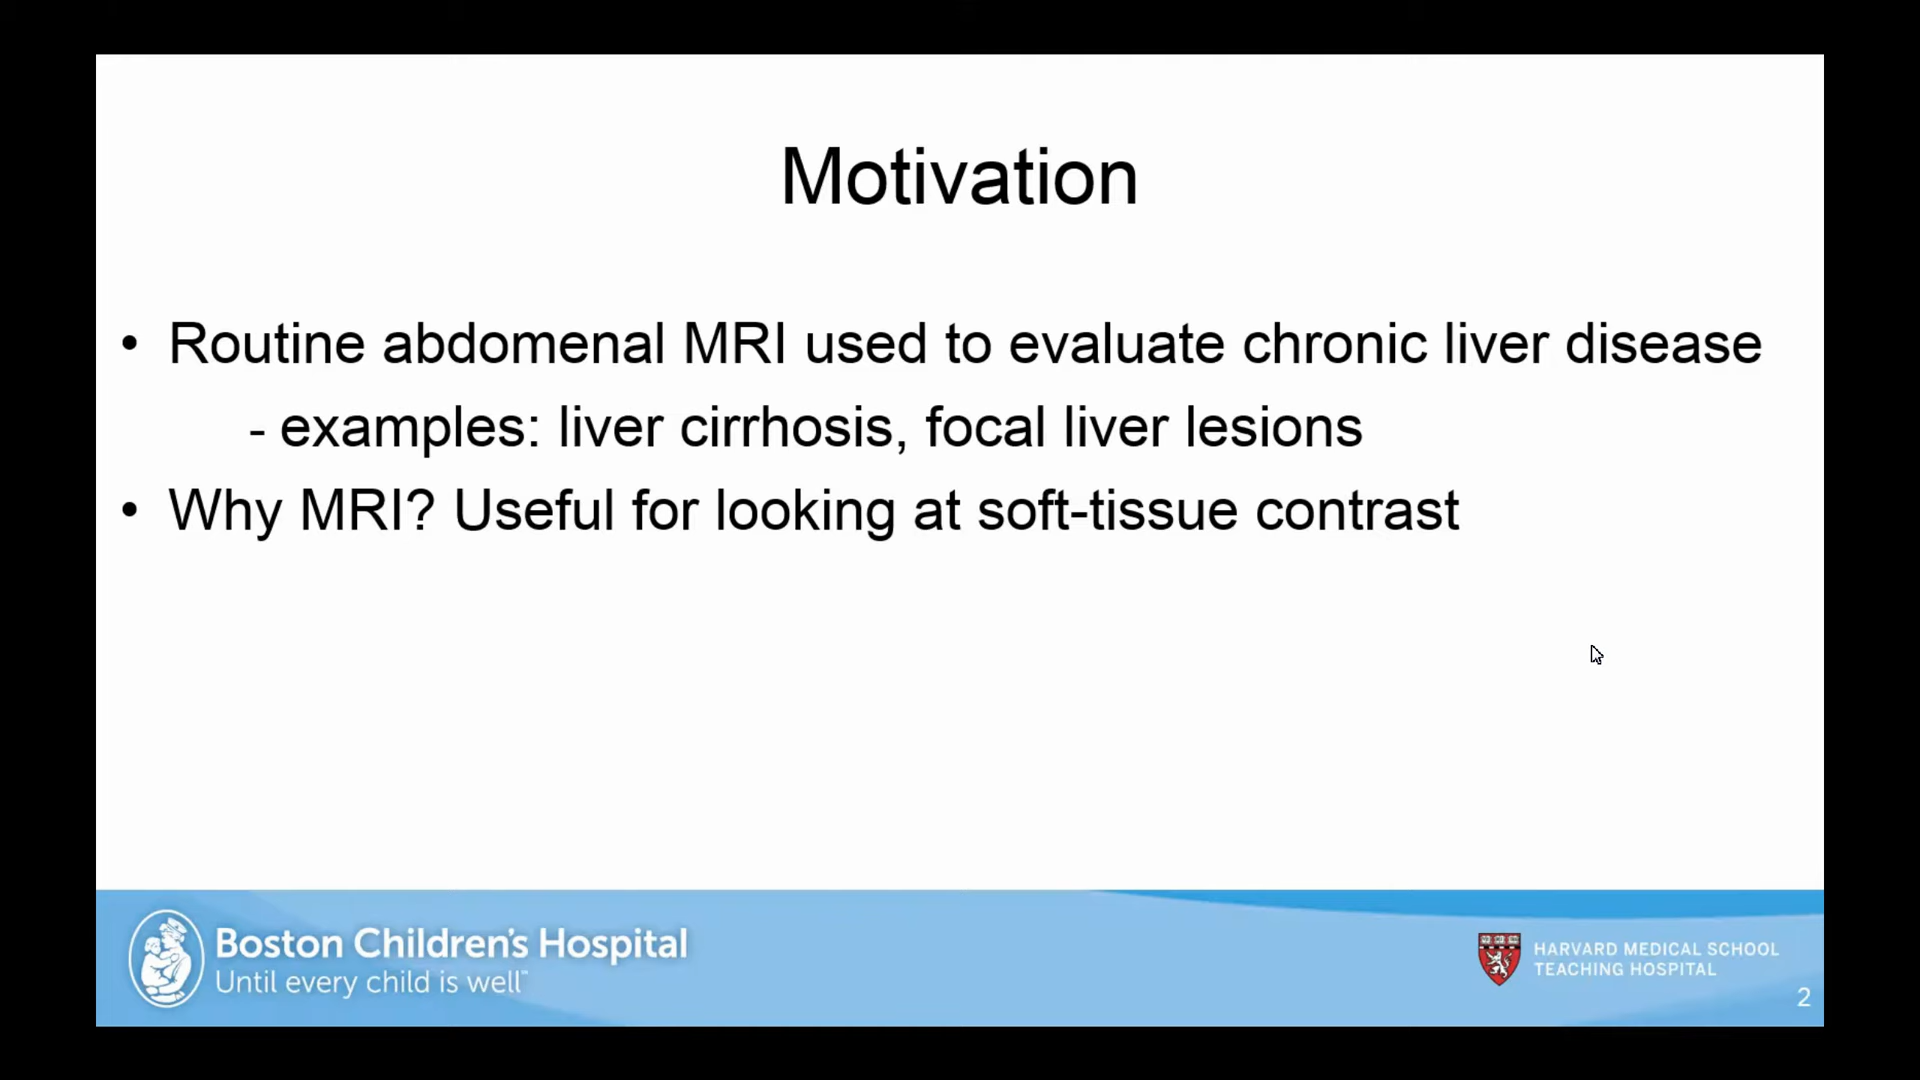 Motivation
• Routine abdomenal MRI used to evaluate chronic liver disease
- examples: liver cirrhosis, focal liver lesions
• Why MRI? Useful for looking at soft-tissue contrast
Boston Children's Hospital
Until every child is well™
HARVARD MEDICAL SCHOOL
TEACHING HOSPITAL
2